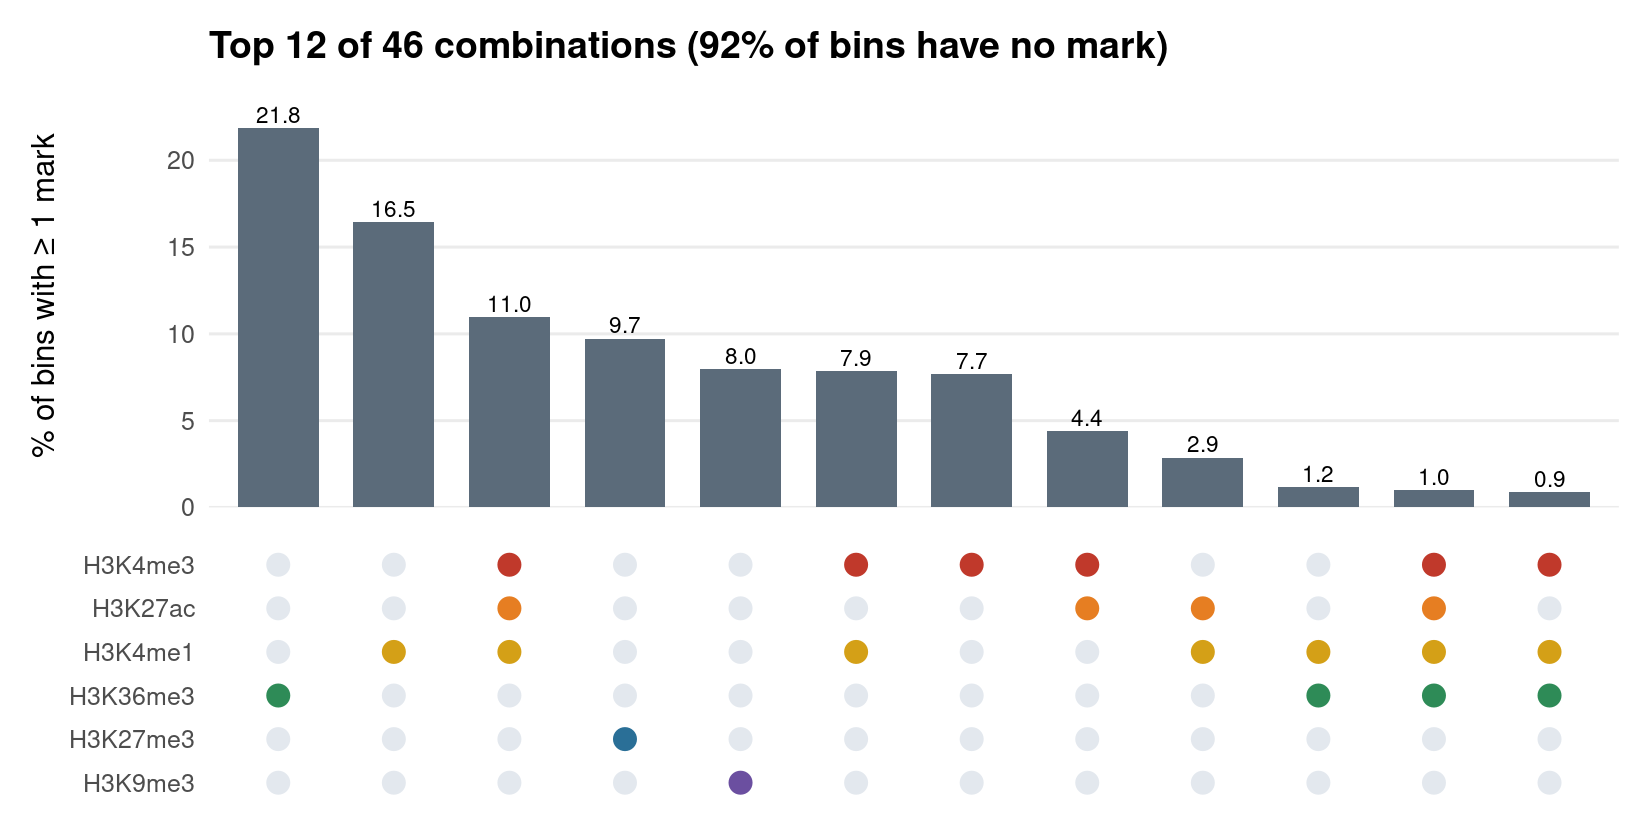 Top 12 of 46 combinations (92% of bins have no mark)
% of bins with ≥ 1 mark
20
15
10
5
0
21.8
16.5
11.0
9.7
8.0
7.9
7.7
4.4
2.9
1.2
1.0
0.9
H3K4me3
H3K27ac
H3K4me1
H3K36me3
H3K27me3
H3K9me3